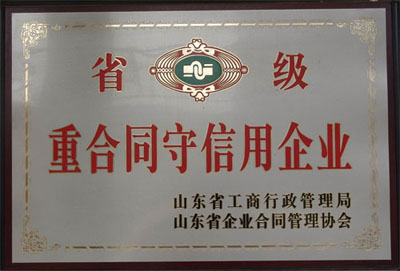 省级
重合同守信用企业
山东省工商行政管理局
山东省企业合同管理协会